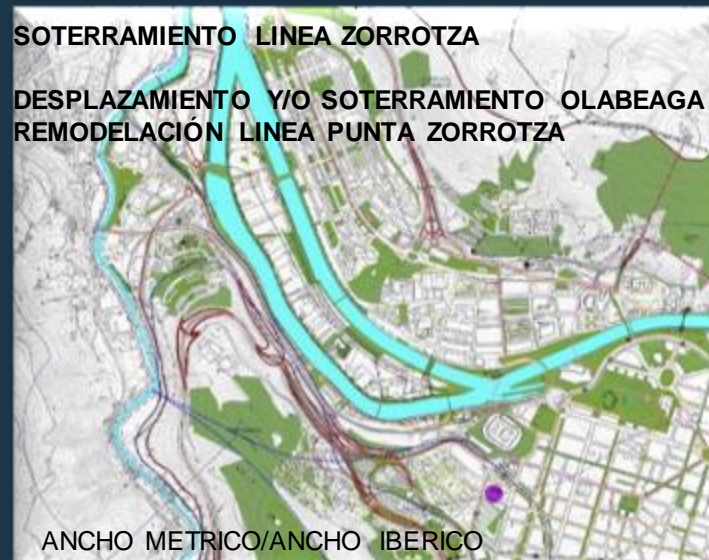 SOTERRAMIENTO LINEA ZORROTZA
DESPLAZAMIENTO Y/O SOTERRAMIENTO OLABEAGA
REMODELACIÓN LINEA PUNTA ZORROTZA
ANCHO METRICO/ANCHO IBERICO